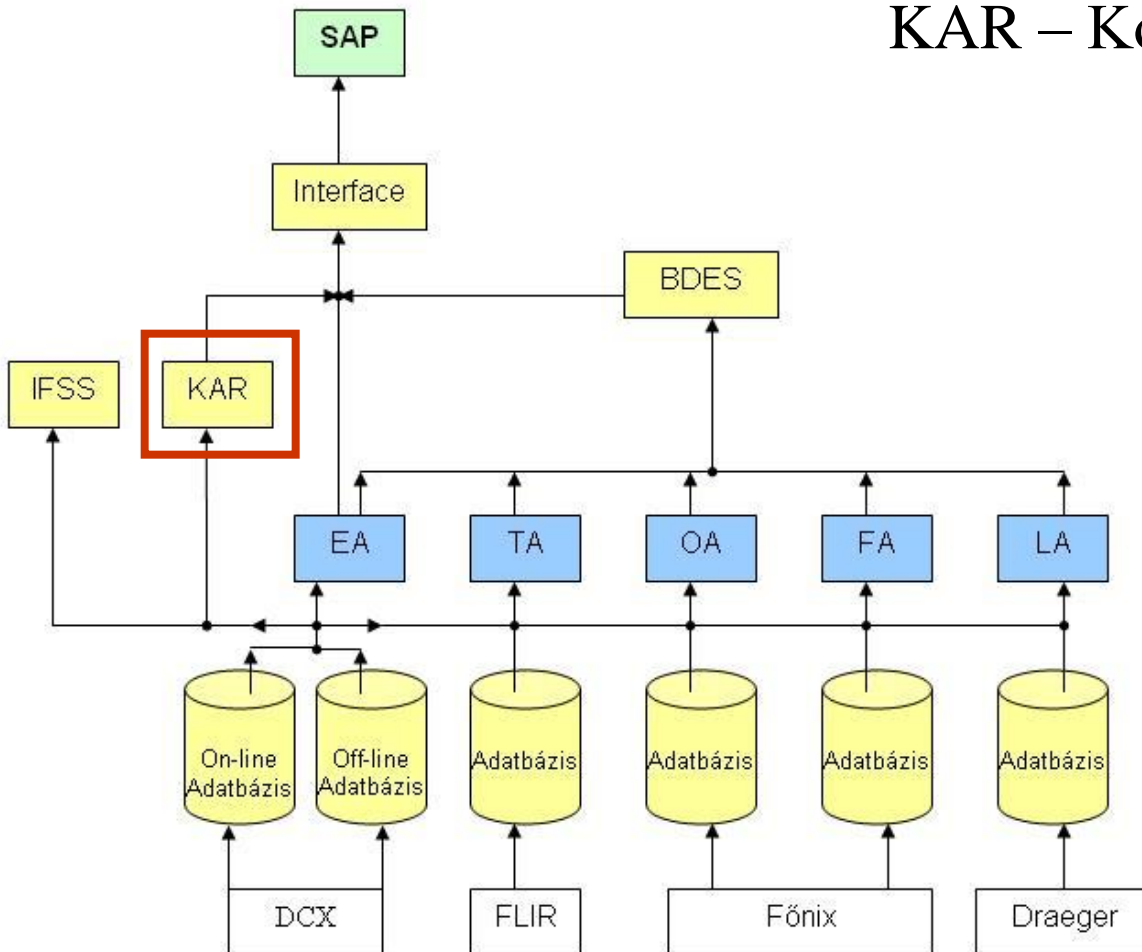 KAR –
SAP
Interface
BDES
IFSS
KAR
EA
TA
OA
FA
LA
On-line
Adatbázis
Off-line
Adatbázis
Adatbázis
Adatbázis
Adatbázis
Adatbázis
DCX
FLIR
Főnix
Draeger